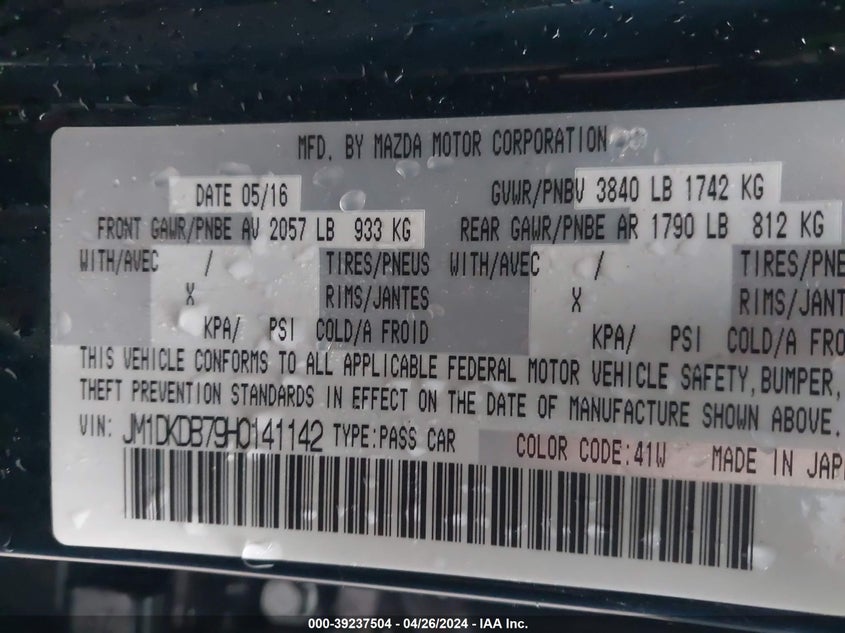 MFD. BY MAZDA MOTOR CORPORATION
DATE 05/16 GVWR/PNBV 3840 LB 1742 KG
FRONT GAWR/PNBE AV 2057 LB 933 KG REAR GAWR/PNBE AR 1790 LB 812 KG
WITH/AVEC / TIRES/PNEUS WITH/AVEC / TIRES/PNE
X RIMS/JANTES X RIMS/JANT
KPA/ PSI COLD/A FROID KPA/ PSI COLD/A FRO
THIS VEHICLE CONFORMS TO ALL APPLICABLE FEDERAL MOTOR VEHICLE SAFETY, BUMPER,
THEFT PREVENTION STANDARDS IN EFFECT ON THE DATE OF MANUFACTURE SHOWN ABOVE.
VIN: JM1DKDB79H0141142 TYPE:PASS CAR COLOR CODE:41W MADE IN JAP
000-39237504 - 04/26/2024 - IAA Inc.